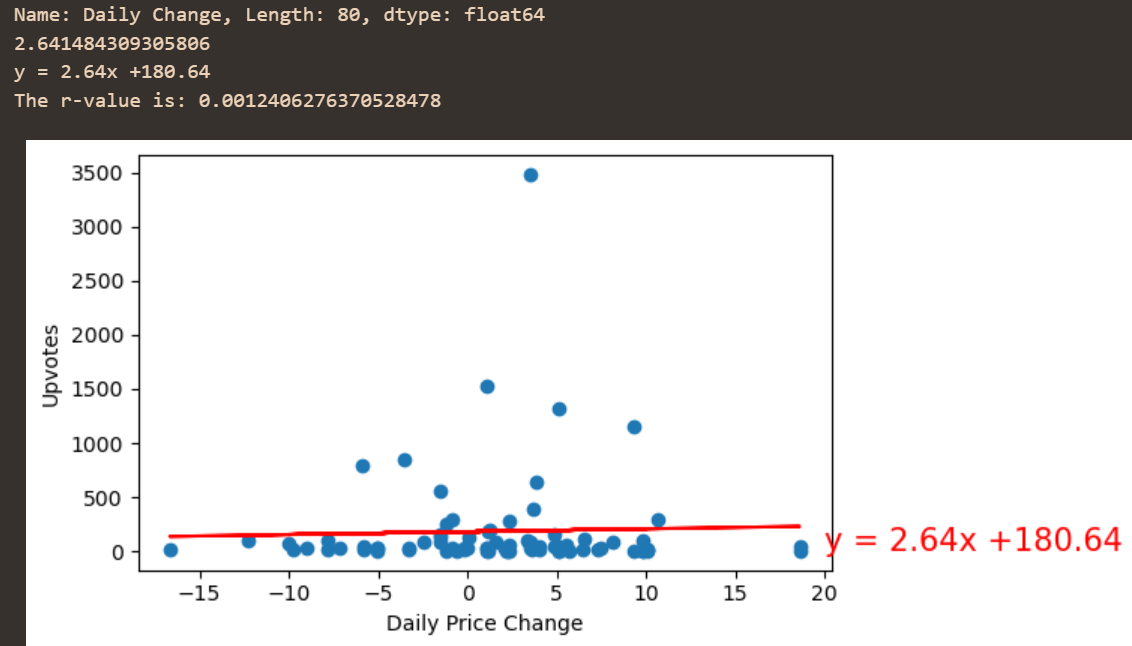 Name: Daily Change, Length: 80, dtype: float64
2.641484309305806
y = 2.64x +180.64
The r-value is: 0.0012406276370528478
3500
3000
2500
2000
1500
1000
500
0
Upvotes
y = 2.64x +180.64
−15
−10
−5
0
5
10
15
20
Daily Price Change